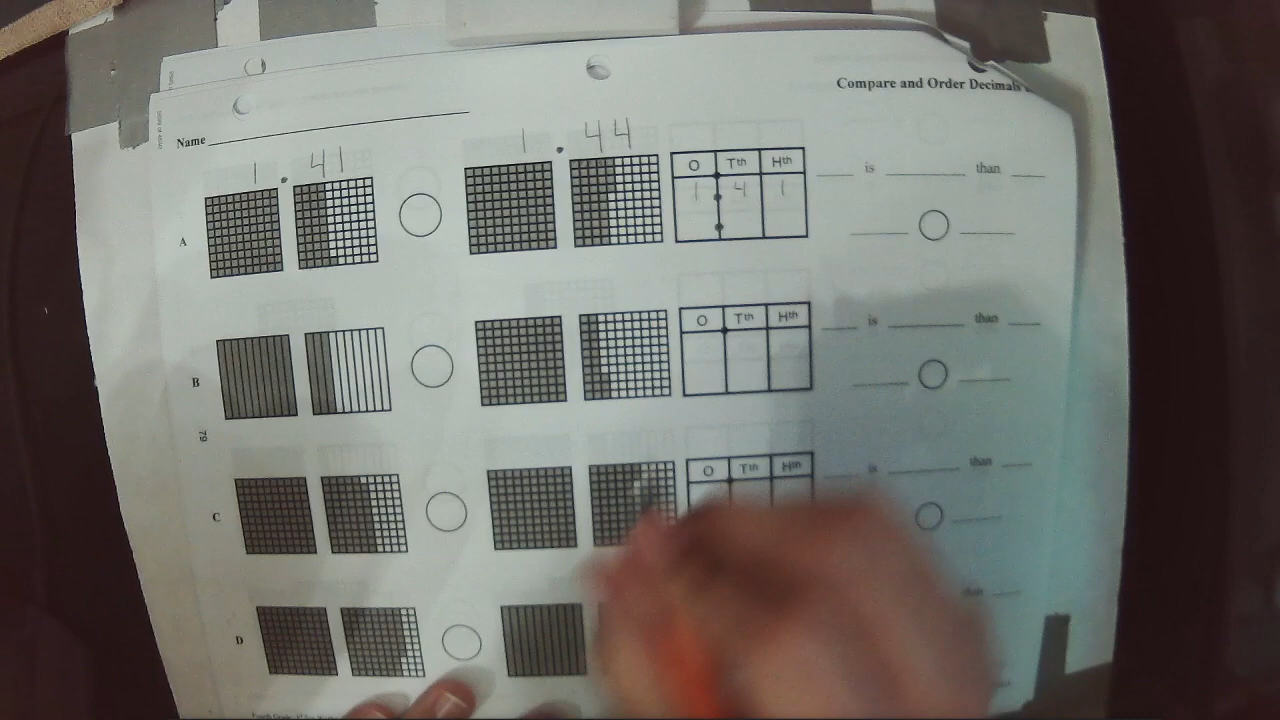 Compare and Order Decimals
Name
1.41 1.44
O Tth Hth
A 1 . 4 1 is than
O Tth Hth
B is than
79
O Tth Hth
C is than
D